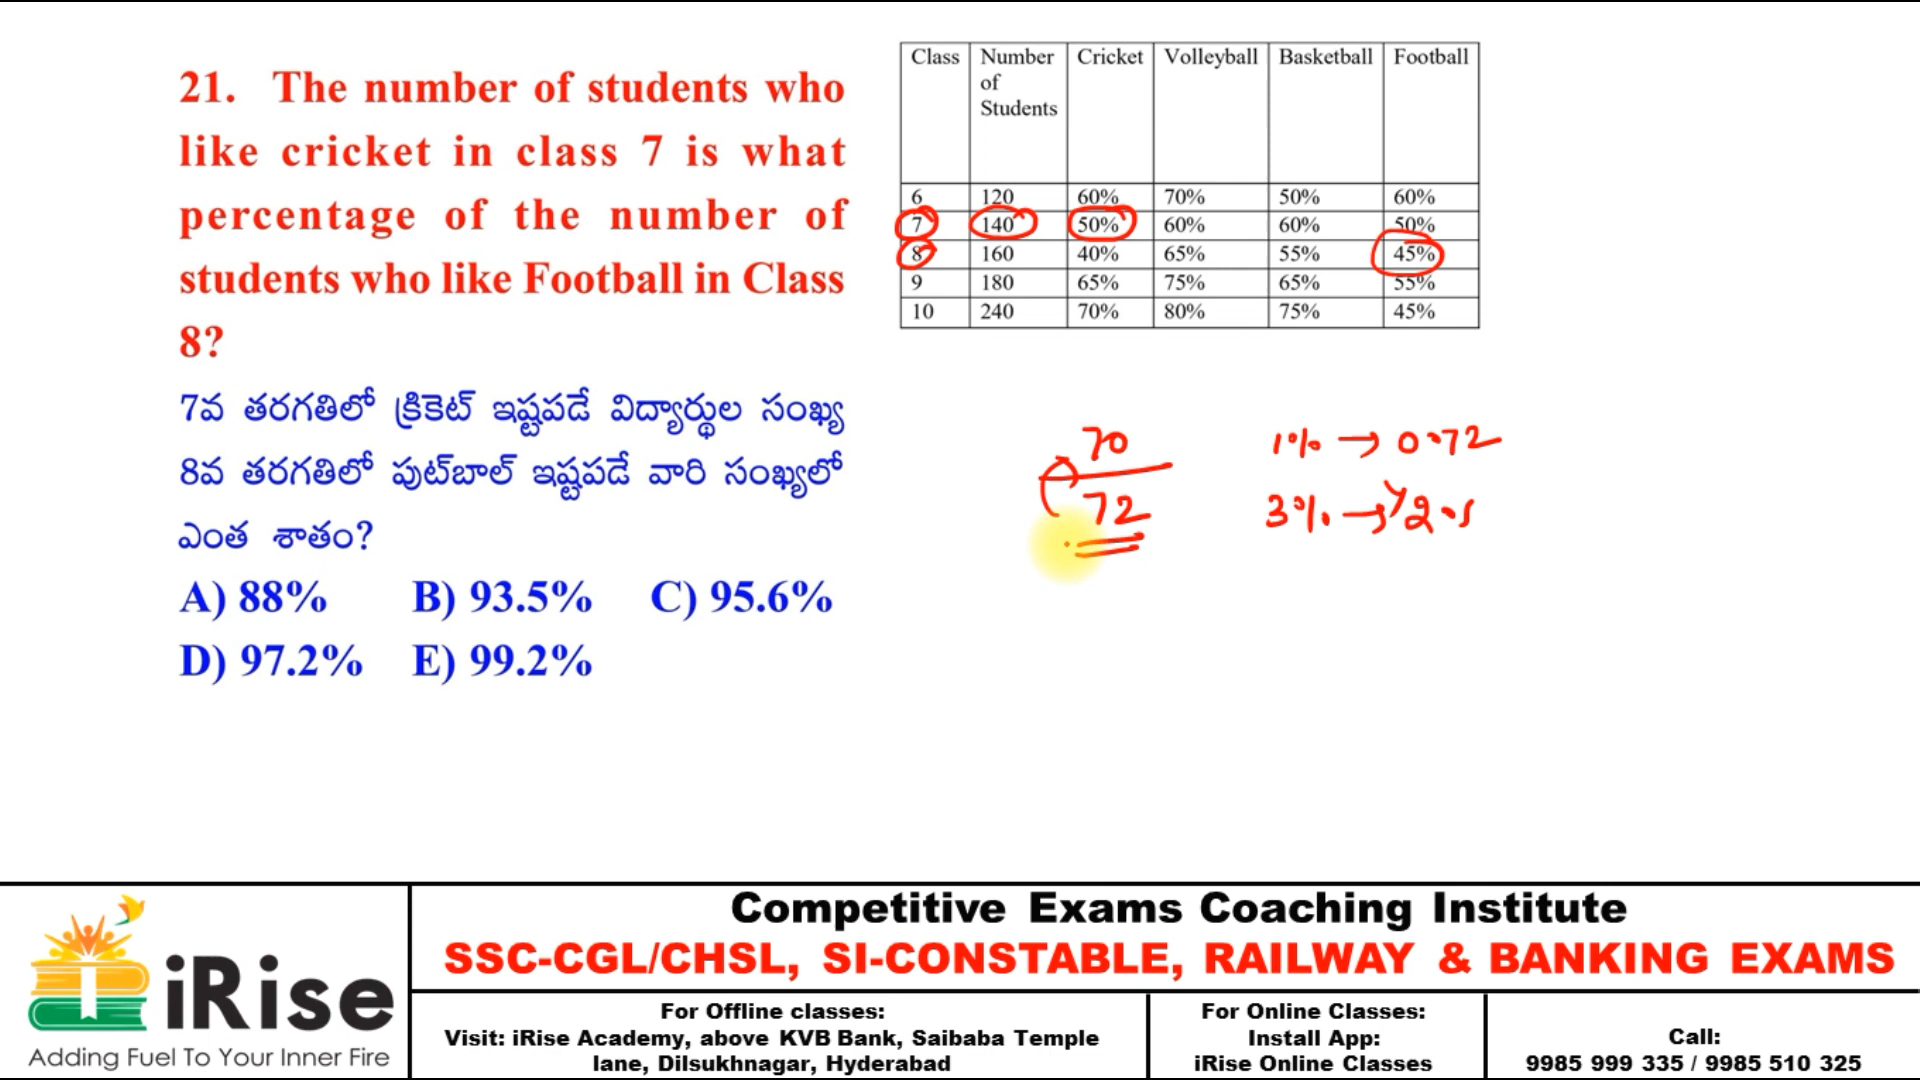 21. The number of students who
like cricket in class 7 is what
percentage of the number of
students who like Football in Class
8?
7వ తరగతిలో క్రికెట్ ఇష్టపడే విద్యార్థుల సంఖ్య
8వ తరగతిలో ఫుట్‌బాల్ ఇష్టపడే వారి సంఖ్యలో
ఎంత శాతం?
A) 88% B) 93.5% C) 95.6%
D) 97.2% E) 99.2%
Class Number of Students Cricket Volleyball Basketball Football
6 120 60% 70% 50% 60%
7 140 50% 60% 60% 50%
8 160 40% 65% 55% 45%
9 180 65% 75% 65% 55%
10 240 70% 80% 75% 45%
70
72
1% → 0.72
3% →
iRise
Adding Fuel To Your Inner Fire
Competitive Exams Coaching Institute
SSC-CGL/CHSL, SI-CONSTABLE, RAILWAY & BANKING EXAMS
For Offline classes:
Visit: iRise Academy, above KVB Bank, Saibaba Temple
lane, Dilsukhnagar, Hyderabad
For Online Classes:
Install App:
iRise Online Classes
Call:
9985 999 335 / 9985 510 325